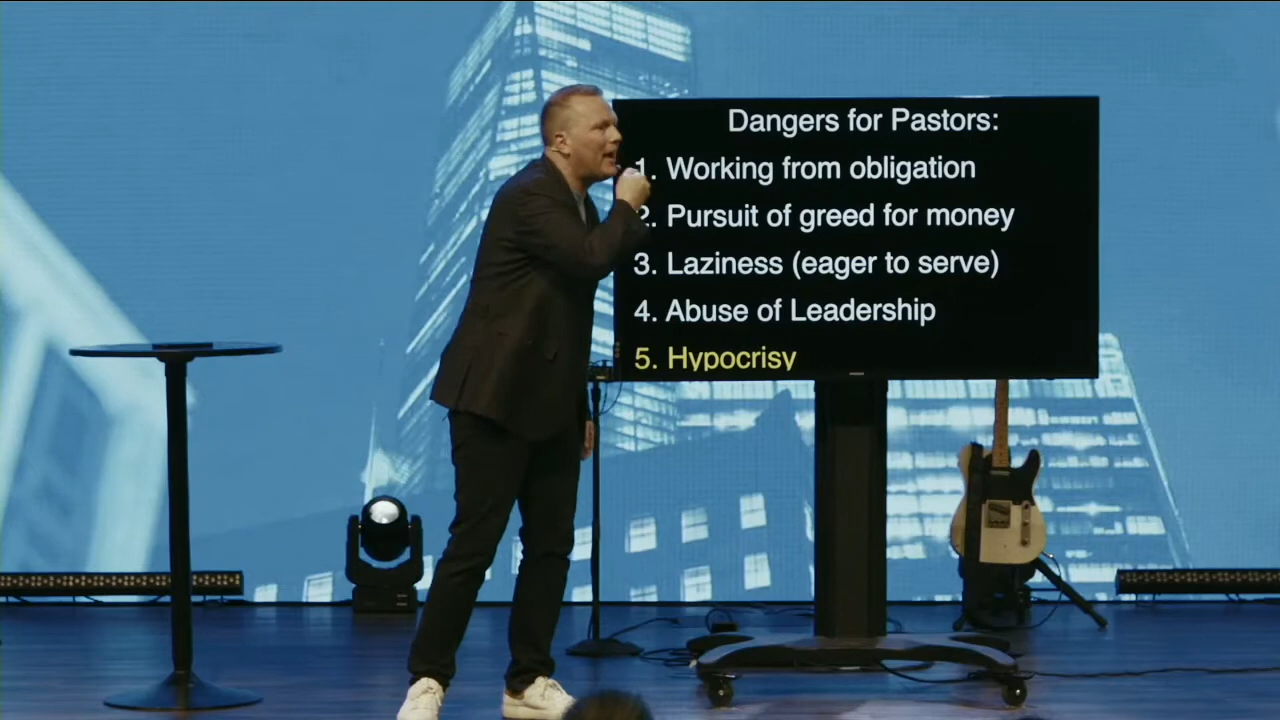 Dangers for Pastors:
1. Working from obligation
2. Pursuit of greed for money
3. Laziness (eager to serve)
4. Abuse of Leadership
5. Hypocrisy